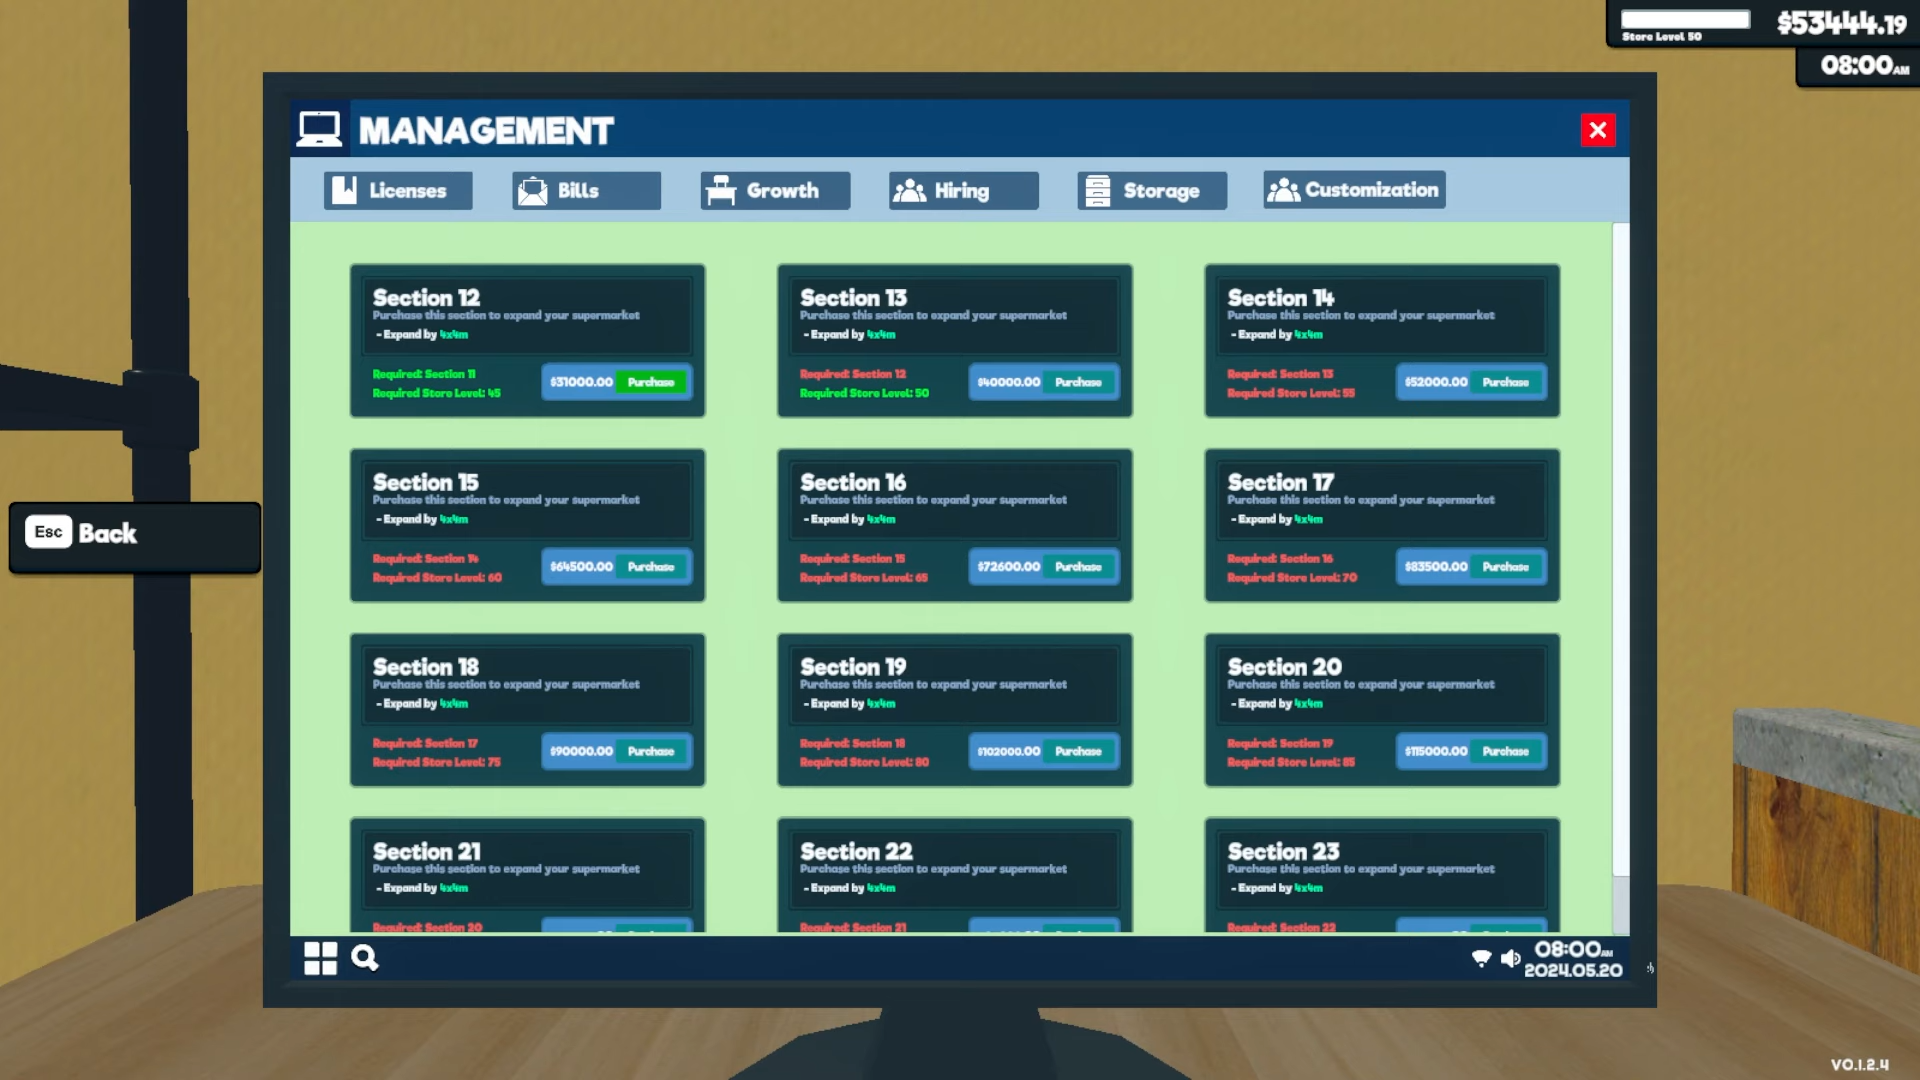 $53444.19
Store Level 50
08:00AM
MANAGEMENT
Licenses
Bills
Growth
Hiring
Storage
Customization
Section 12
Purchase this section to expand your supermarket
- Expand by 4x4m
Required: Section 11
Required Store Level: 45
$31000.00 Purchase
Section 13
Purchase this section to expand your supermarket
- Expand by 4x4m
Required: Section 12
Required Store Level: 50
$40000.00 Purchase
Section 14
Purchase this section to expand your supermarket
- Expand by 4x4m
Required: Section 13
Required Store Level: 55
$52000.00 Purchase
Section 15
Purchase this section to expand your supermarket
- Expand by 4x4m
Required: Section 14
Required Store Level: 60
$64500.00 Purchase
Section 16
Purchase this section to expand your supermarket
- Expand by 4x4m
Required: Section 15
Required Store Level: 65
$72600.00 Purchase
Section 17
Purchase this section to expand your supermarket
- Expand by 4x4m
Required: Section 16
Required Store Level: 70
$83500.00 Purchase
Esc Back
Section 18
Purchase this section to expand your supermarket
- Expand by 4x4m
Required: Section 17
Required Store Level: 75
$90000.00 Purchase
Section 19
Purchase this section to expand your supermarket
- Expand by 4x4m
Required: Section 18
Required Store Level: 80
$102000.00 Purchase
Section 20
Purchase this section to expand your supermarket
- Expand by 4x4m
Required: Section 19
Required Store Level: 85
$115000.00 Purchase
Section 21
Purchase this section to expand your supermarket
- Expand by 4x4m
Required: Section 20
Section 22
Purchase this section to expand your supermarket
- Expand by 4x4m
Required: Section 21
Section 23
Purchase this section to expand your supermarket
- Expand by 4x4m
Required: Section 22
08:00AM
2024.05.20
V0.1.2.4